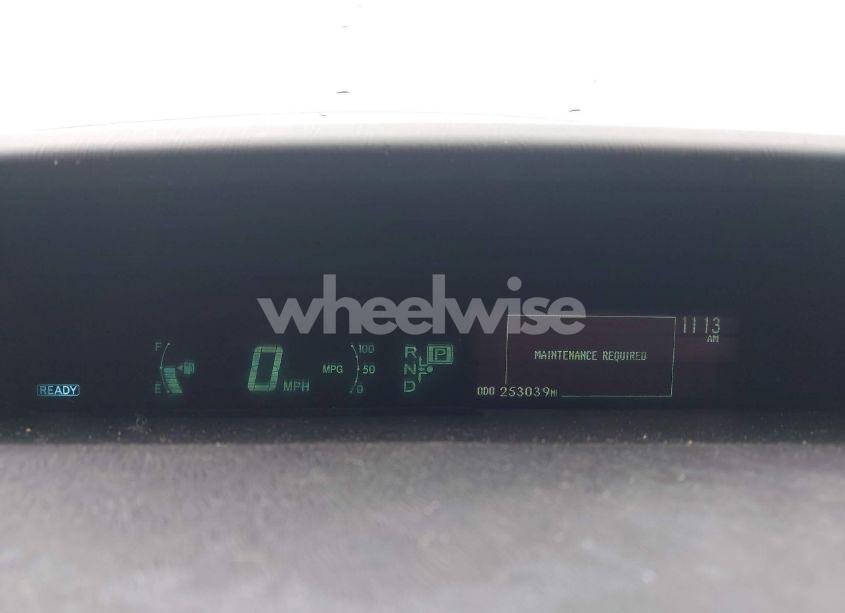 wheelwise
11:13
AM
MAINTENANCE REQUIRED
ODO 253039MI
F
E
READY
0 MPH
MPG
100
50
0
R
N
D
P